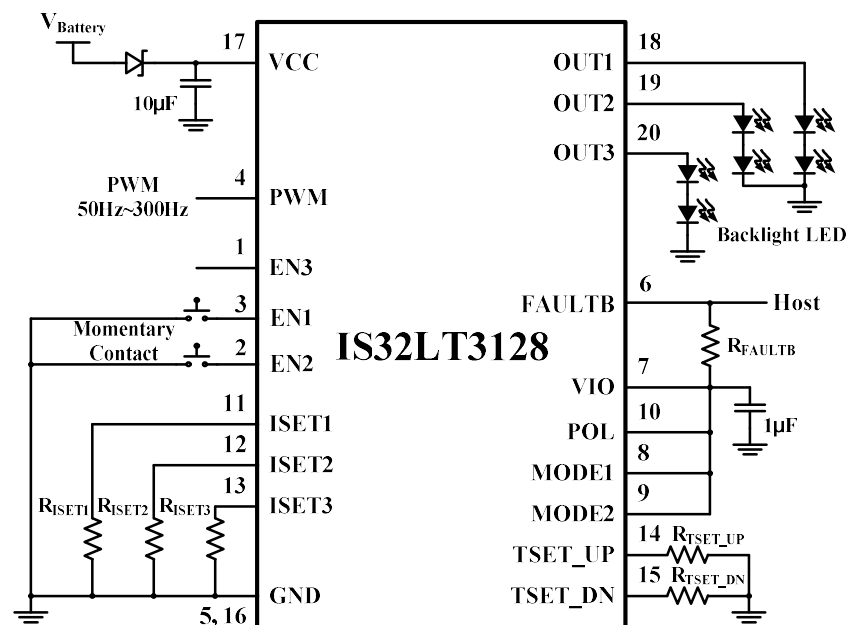 VBattery
17
VCC
10µF
4
PWM
50Hz~300Hz
PWM
1
EN3
3
EN1
Momentary
Contact
2
EN2
11
ISET1
12
ISET2
13
ISET3
RISET1
RISET2
RISET3
GND
5, 16
IS32LT3128
18
OUT1
19
OUT2
20
OUT3
Backlight LED
6
FAULTB
Host
RFAULTB
7
VIO
10
POL
1µF
8
MODE1
9
MODE2
14
TSET_UP
RTSET_UP
15
TSET_DN
RTSET_DN